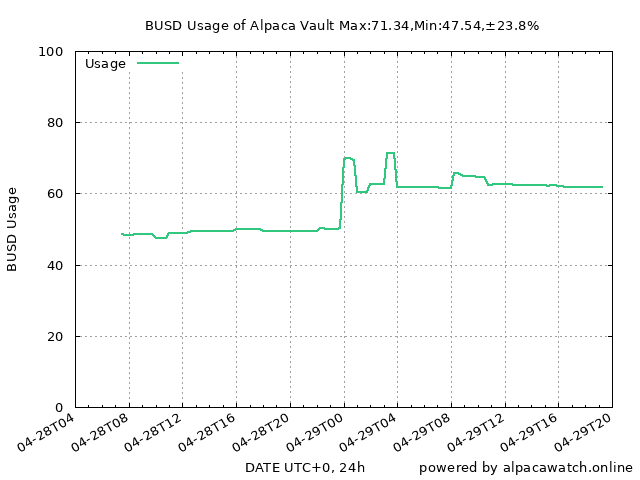 BUSD Usage of Alpaca Vault Max:71.34,Min:47.54,±23.8%
Usage
100
80
60
40
20
0
BUSD Usage
04-28T04
04-28T08
04-28T12
04-28T16
04-28T20
04-29T00
04-29T04
04-29T08
04-29T12
04-29T16
04-29T20
DATE UTC+0, 24h
powered by alpacawatch.online